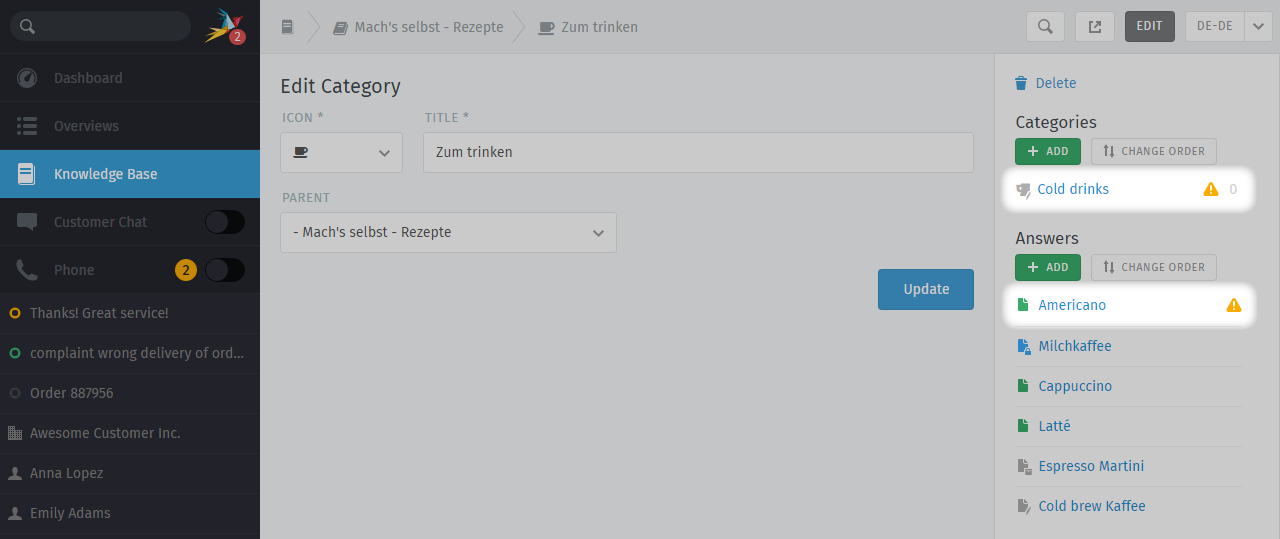 2
Mach's selbst - Rezepte
Zum trinken
EDIT
DE-DE
Dashboard
Overviews
Knowledge Base
Customer Chat
Phone
2
Thanks! Great service!
complaint wrong delivery of ord...
Order 887956
Awesome Customer Inc.
Anna Lopez
Emily Adams
Edit Category
ICON *
TITLE *
Zum trinken
PARENT
- Mach's selbst - Rezepte
Update
Delete
Categories
ADD
CHANGE ORDER
Cold drinks
0
Answers
ADD
CHANGE ORDER
Americano
Milchkaffee
Cappuccino
Latté
Espresso Martini
Cold brew Kaffee